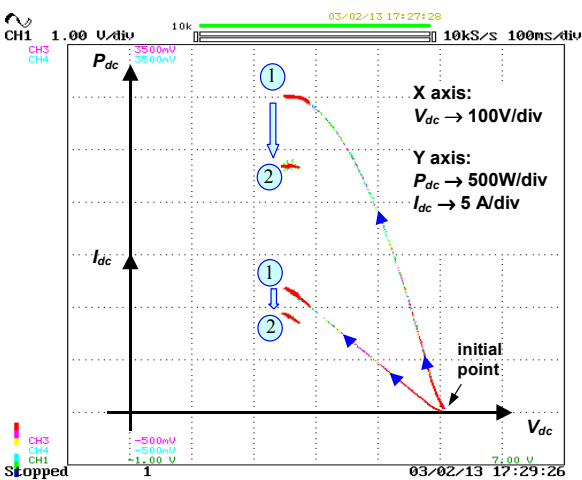 03/02/13 17:27:28
CH1 1.00 V/div
10k
10kS/s 100ms/div
CH3 3500mV
CH4 3500mV
Pdc
1
X axis:
Vdc → 100V/div
Y axis:
Pdc → 500W/div
Idc → 5 A/div
2
Idc
1
2
initial
point
Vdc
CH3 -500mV
CH4 -500mV
CH1 -1.00 V
7.00 V
Stopped 1 03/02/13 17:29:26